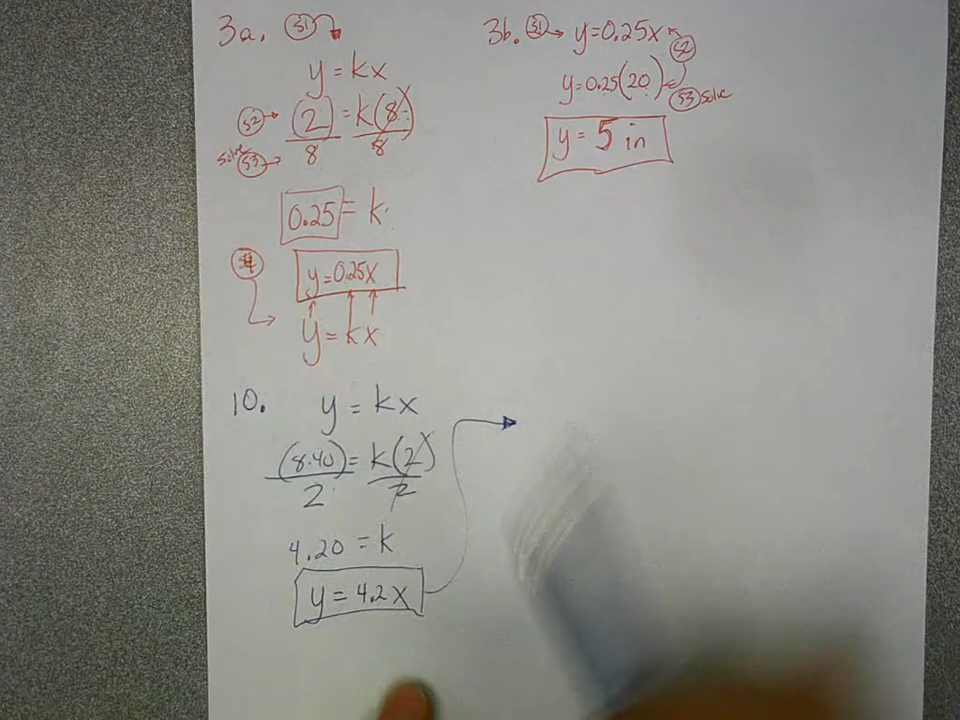 3a. S1
y = kx
S2 (2) = k(8)
Solve S3 8 8
0.25 = k
y = 0.25x
S4
y = kx
3b. S1 y = 0.25x S2
y = 0.25(20) =
S3 Solve
y = 5 in
10. y = kx
(8.40) = k(2)
2 2
4.20 = k
y = 4.2x